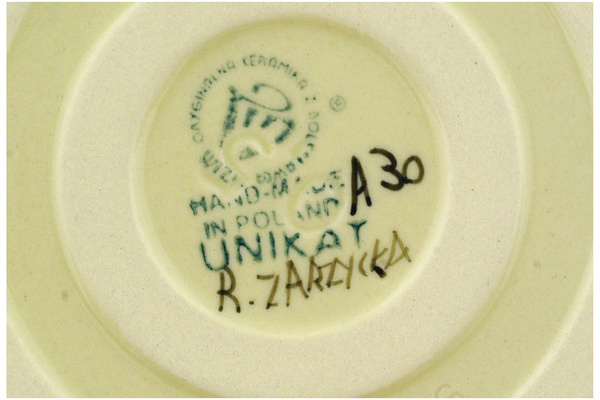 ORYGINALNA CERAMIKA Z BOLESŁAWCA
®
HAND-MADE
IN POLAND
UNIKAT
A30
R. ZARZYCKA